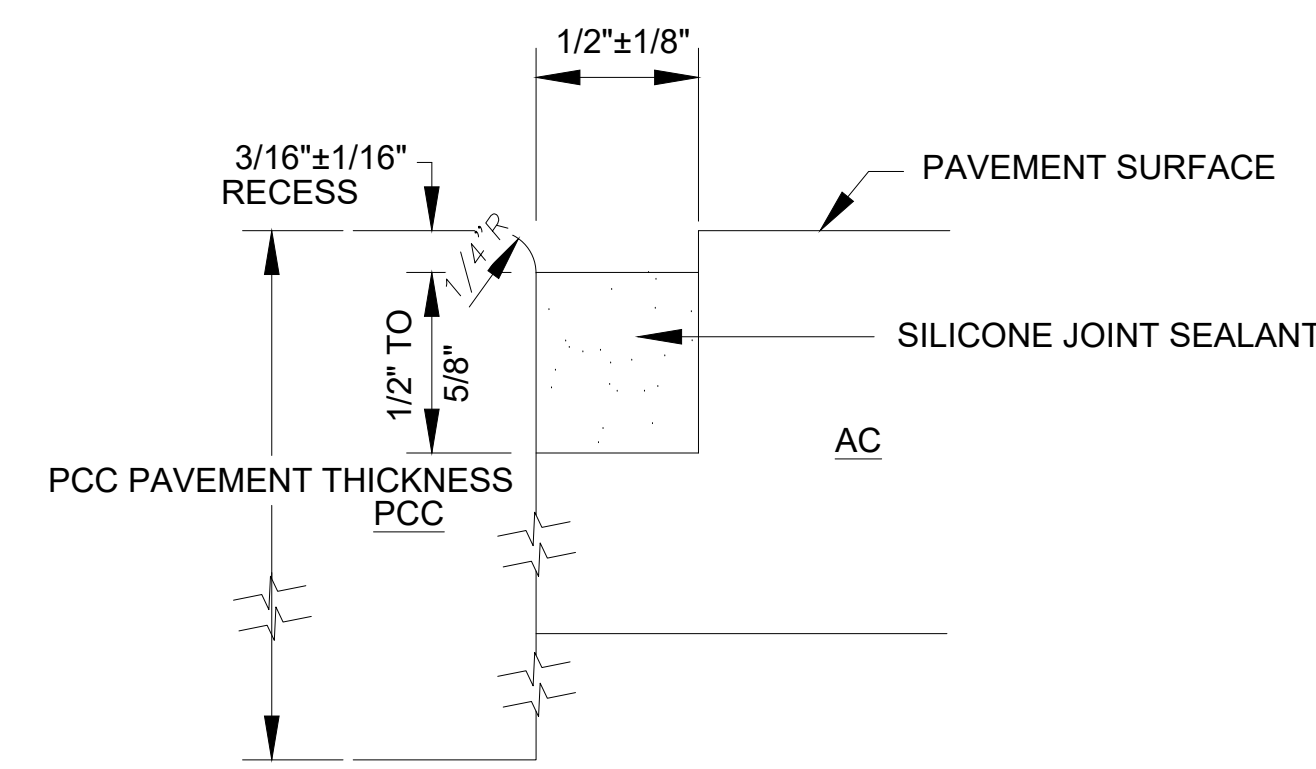 1/2"±1/8"
3/16"±1/16"
RECESS
PAVEMENT SURFACE
1/4"R
SILICONE JOINT SEALANT
1/2" TO
5/8"
AC
PCC PAVEMENT THICKNESS
PCC